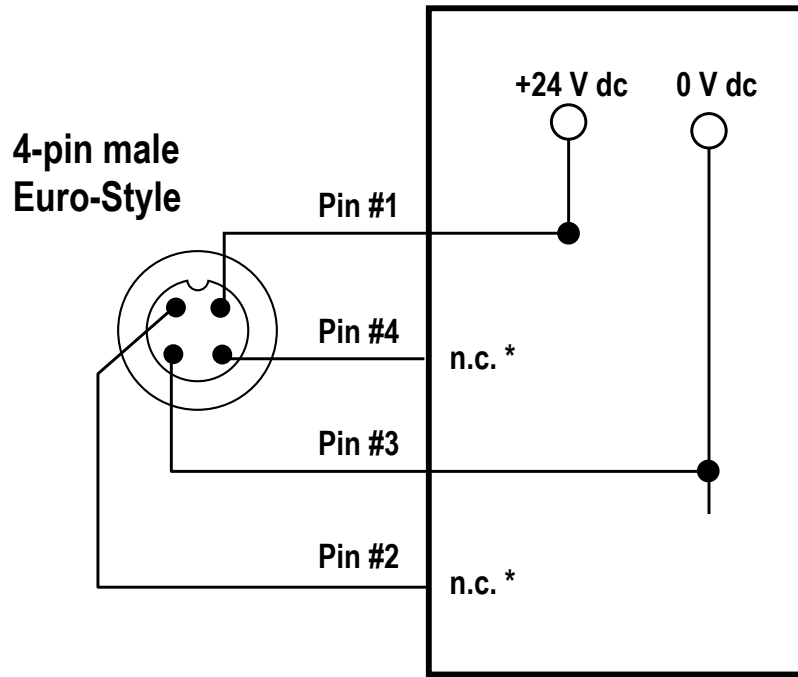 +24 V dc
0 V dc
4-pin male
Euro-Style
Pin #1
Pin #4
n.c. *
Pin #3
Pin #2
n.c. *